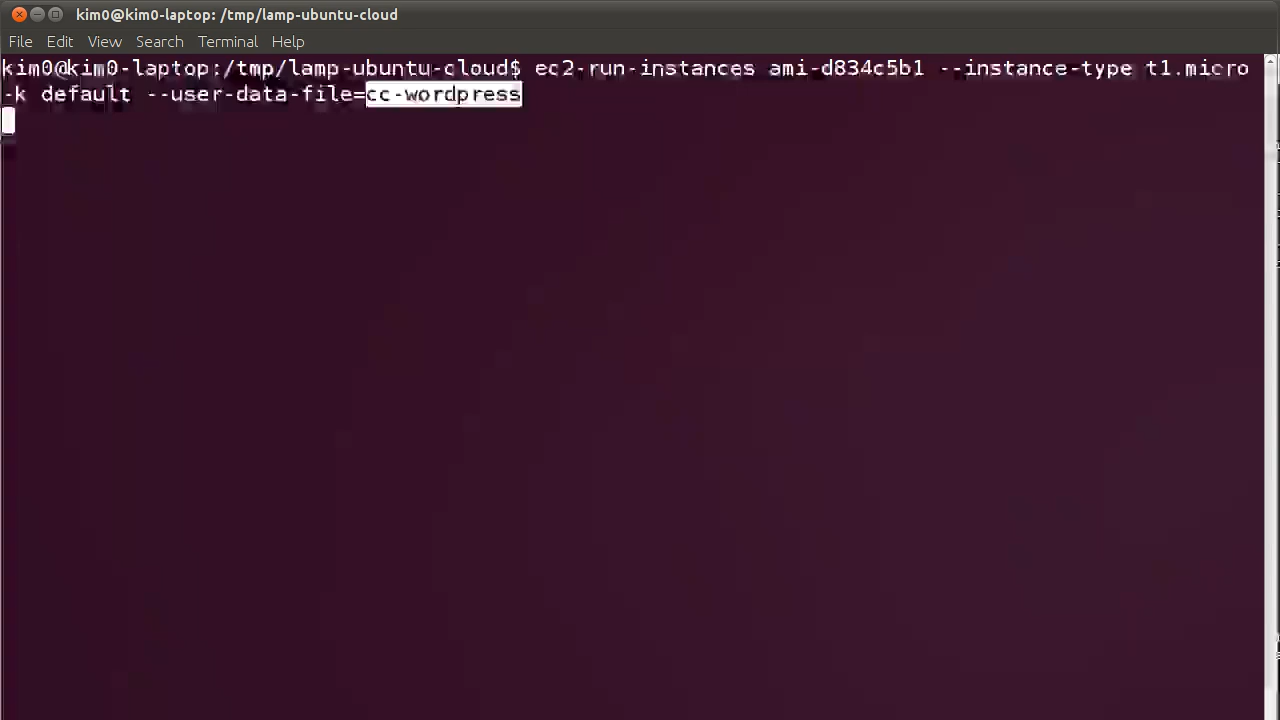 kim0@kim0-laptop: /tmp/lamp-ubuntu-cloud
File Edit View Search Terminal Help
kim0@kim0-laptop:/tmp/lamp-ubuntu-cloud$ ec2-run-instances ami-d834c5b1 --instance-type t1.micro
-k default --user-data-file=cc-wordpress